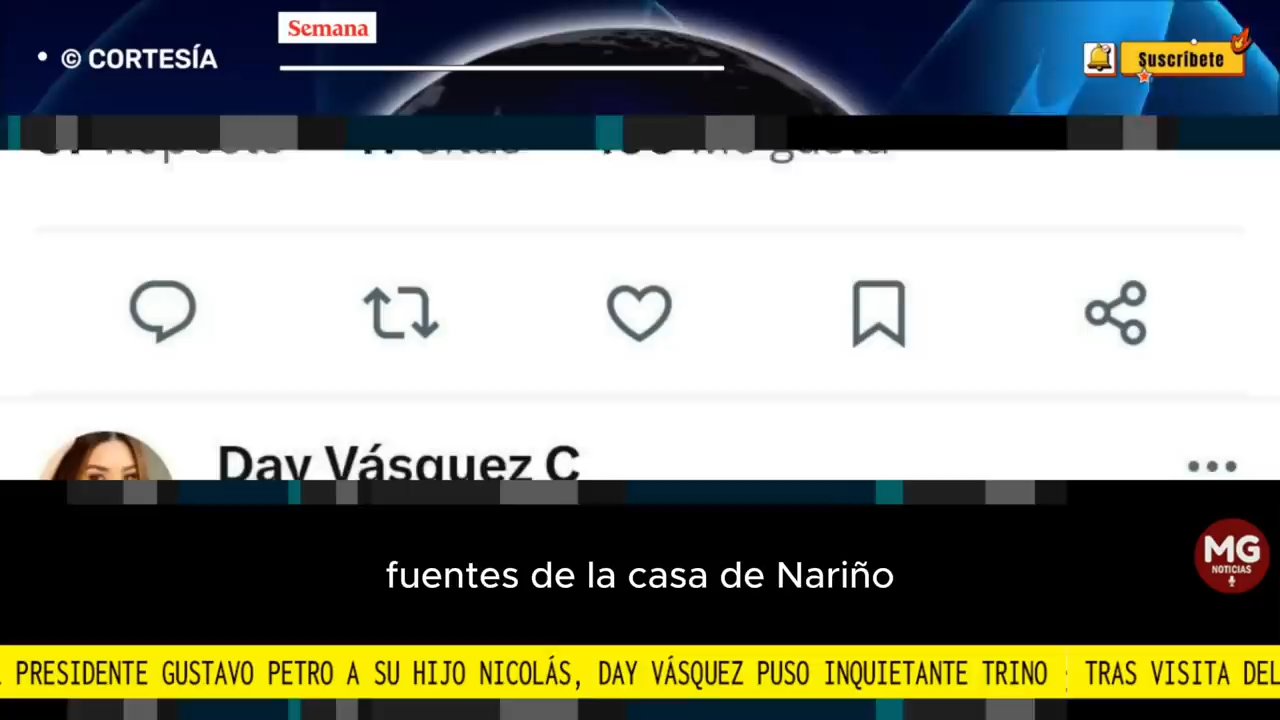 Semana
• © CORTESÍA
Suscríbete
Day Vásquez C
fuentes de la casa de Nariño
MG
NOTICIAS
PRESIDENTE GUSTAVO PETRO A SU HIJO NICOLÁS, DAY VÁSQUEZ PUSO INQUIETANTE TRINO TRAS VISITA DEL